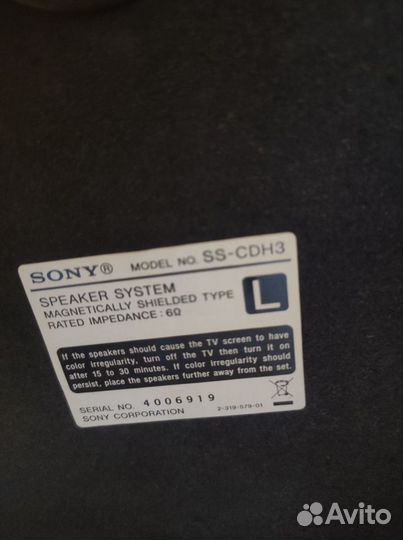 SONY® MODEL NO. SS-CDH3
SPEAKER SYSTEM
MAGNETICALLY SHIELDED TYPE
RATED IMPEDANCE : 6Ω
L
If the speakers should cause the TV screen to have
color irregularity, turn off the TV then turn it on
after 15 to 30 minutes. If color irregularity should
persist, place the speakers further away from the set.
SERIAL NO. 4006919
SONY CORPORATION 2-319-579-01
Avito